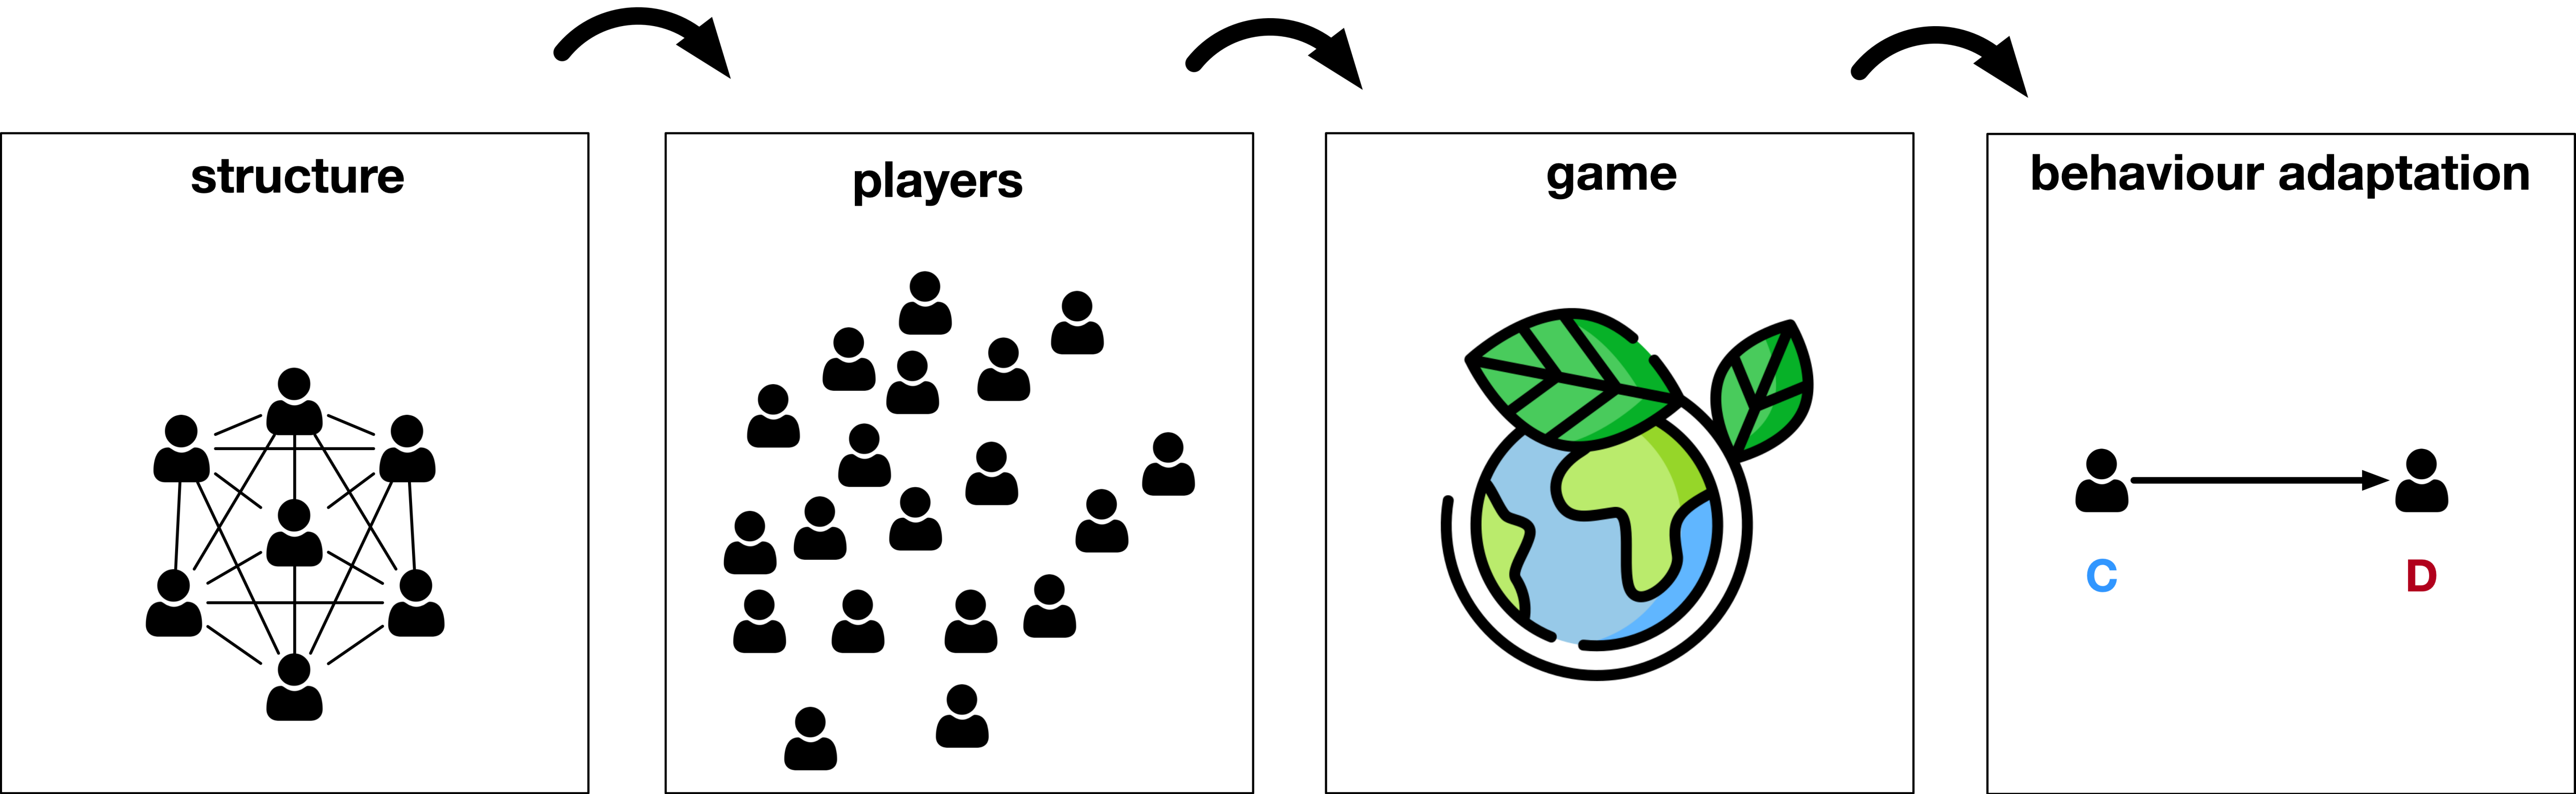 structure
players
game
behaviour adaptation
C
D